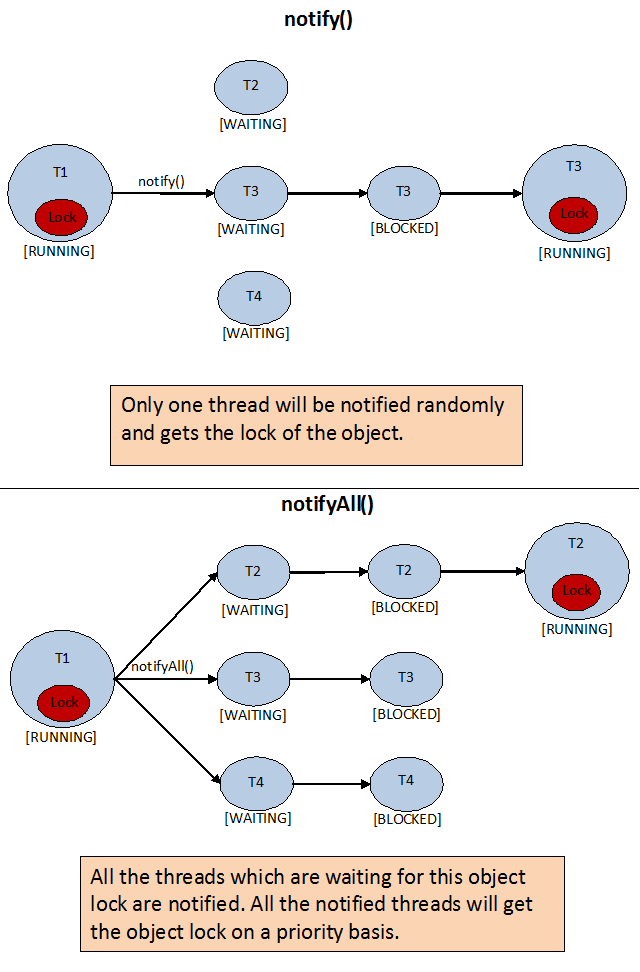 notify()
T2
[WAITING]
T1
Lock
[RUNNING]
notify()
T3
[WAITING]
T3
[BLOCKED]
T3
Lock
[RUNNING]
T4
[WAITING]
Only one thread will be notified randomly
and gets the lock of the object.
notifyAll()
T2
[WAITING]
T2
[BLOCKED]
T2
Lock
[RUNNING]
T1
Lock
[RUNNING]
notifyAll()
T3
[WAITING]
T3
[BLOCKED]
T4
[WAITING]
T4
[BLOCKED]
All the threads which are waiting for this object
lock are notified. All the notified threads will get
the object lock on a priority basis.